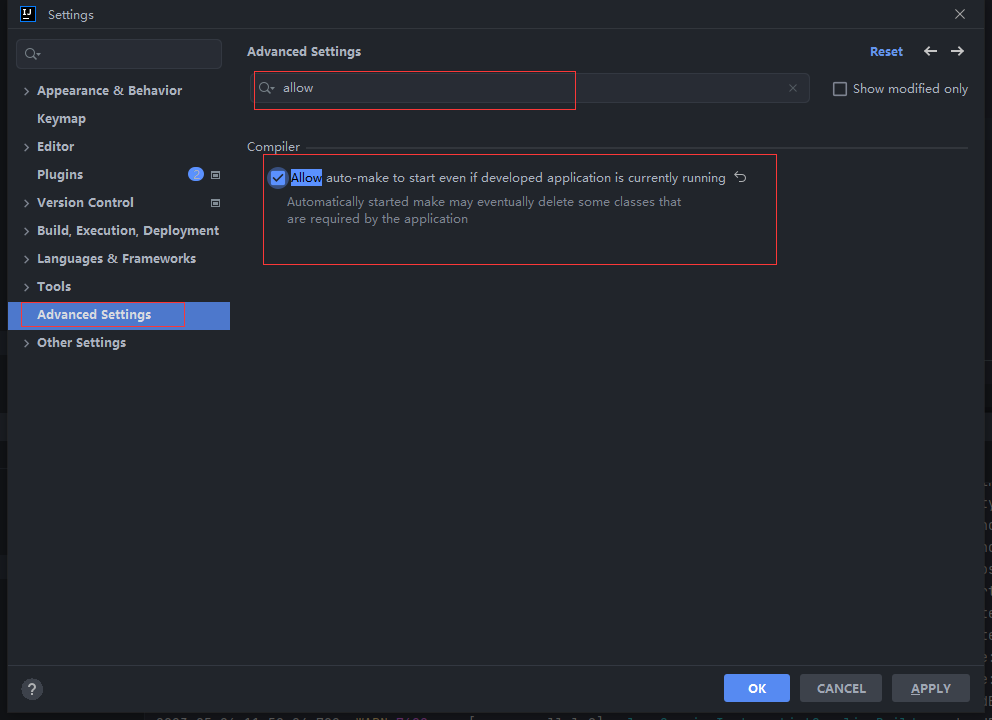 Settings
Advanced Settings
Reset
allow
Show modified only
Appearance & Behavior
Keymap
Editor
Plugins 2
Version Control
Build, Execution, Deployment
Languages & Frameworks
Tools
Advanced Settings
Other Settings
Compiler
Allow auto-make to start even if developed application is currently running
Automatically started make may eventually delete some classes that
are required by the application
?
OK
CANCEL
APPLY